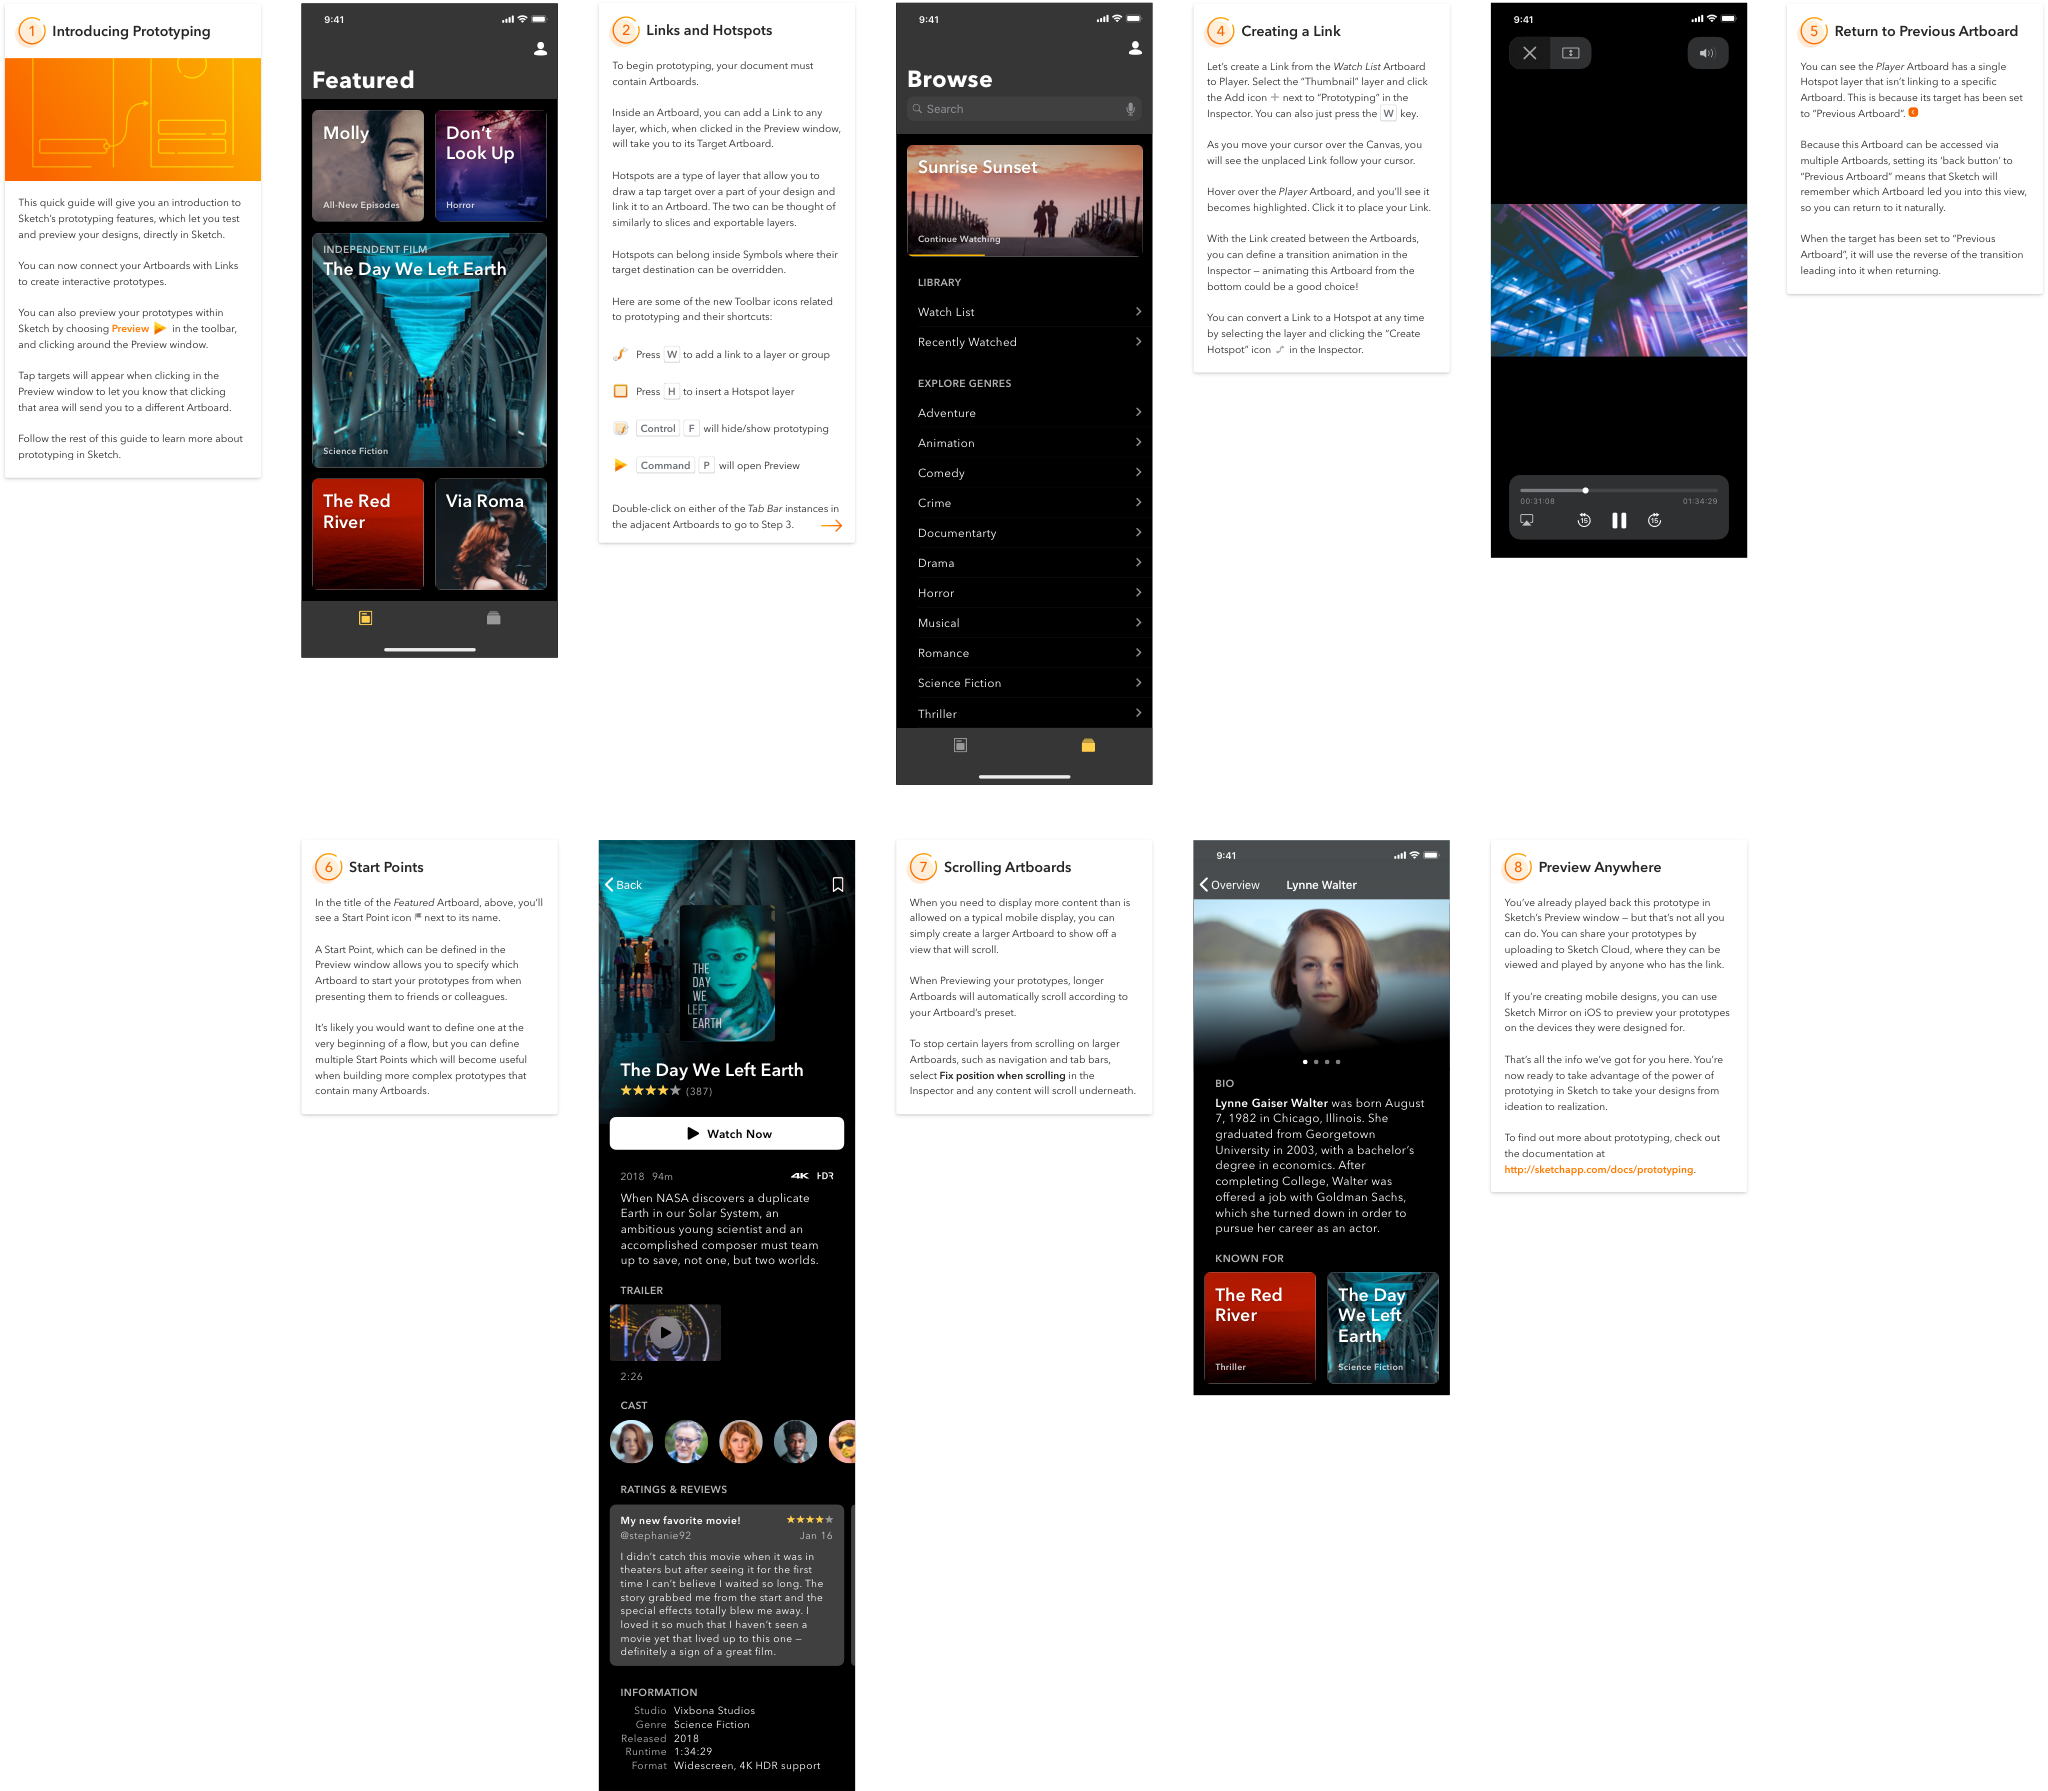 1 Introducing Prototyping
This quick guide will give you an introduction to
Sketch's prototyping features, which let you test
and preview your designs, directly in Sketch.
You can now connect your Artboards with Links
to create interactive prototypes.
You can also preview your prototypes within
Sketch by choosing Preview in the toolbar,
and clicking around the Preview window.
Tap targets will appear when clicking in the
Preview window to let you know that clicking
that area will send you to a different Artboard.
Follow the rest of this guide to learn more about
prototyping in Sketch.
9:41
Featured
Molly
All-New Episodes
Don't
Look Up
Horror
INDEPENDENT FILM
The Day We Left Earth
Science Fiction
The Red
River
Via Roma
2 Links and Hotspots
To begin prototyping, your document must
contain Artboards.
Inside an Artboard, you can add a Link to any
layer, which, when clicked in the Preview window,
will take you to its Target Artboard.
Hotspots are a type of layer that allow you to
draw a tap target over a part of your design and
link it to an Artboard. The two can be thought of
similarly to slices and exportable layers.
Hotspots can belong inside Symbols where their
target destination can be overridden.
Here are some of the new Toolbar icons related
to prototyping and their shortcuts:
Press W to add a link to a layer or group
Press H to insert a Hotspot layer
Control F will hide/show prototyping
Command P will open Preview
Double-click on either of the Tab Bar instances in
the adjacent Artboards to go to Step 3.
9:41
Browse
Search
Sunrise Sunset
Continue Watching
LIBRARY
Watch List
Recently Watched
EXPLORE GENRES
Adventure
Animation
Comedy
Crime
Documentarty
Drama
Horror
Musical
Romance
Science Fiction
Thriller
4 Creating a Link
Let's create a Link from the Watch List Artboard
to Player. Select the "Thumbnail" layer and click
the Add icon + next to "Prototyping" in the
Inspector. You can also just press the W key.
As you move your cursor over the Canvas, you
will see the unplaced Link follow your cursor.
Hover over the Player Artboard, and you'll see it
becomes highlighted. Click it to place your Link.
With the Link created between the Artboards,
you can define a transition animation in the
Inspector – animating this Artboard from the
bottom could be a good choice!
You can convert a Link to a Hotspot at any time
by selecting the layer and clicking the "Create
Hotspot" icon in the Inspector.
9:41
00:31:08
01:34:29
15
15
5 Return to Previous Artboard
You can see the Player Artboard has a single
Hotspot layer that isn't linking to a specific
Artboard. This is because its target has been set
to "Previous Artboard".
Because this Artboard can be accessed via
multiple Artboards, setting its 'back button' to
"Previous Artboard" means that Sketch will
remember which Artboard led you into this view,
so you can return to it naturally.
When the target has been set to "Previous
Artboard", it will use the reverse of the transition
leading into it when returning.
6 Start Points
In the title of the Featured Artboard, above, you'll
see a Start Point icon next to its name.
A Start Point, which can be defined in the
Preview window allows you to specify which
Artboard to start your prototypes from when
presenting them to friends or colleagues.
It's likely you would want to define one at the
very beginning of a flow, but you can define
multiple Start Points which will become useful
when building more complex prototypes that
contain many Artboards.
Back
THE
DAY
WE
LEFT
EARTH
The Day We Left Earth
(387)
Watch Now
2018 94m 4K HDR
When NASA discovers a duplicate
Earth in our Solar System, an
ambitious young scientist and an
accomplished composer must team
up to save, not one, but two worlds.
TRAILER
2:26
CAST
RATINGS & REVIEWS
My new favorite movie!
@stephanie92 Jan 16
I didn't catch this movie when it was in
theaters but after seeing it for the first
time I can't believe I waited so long. The
story grabbed me from the start and the
special effects totally blew me away. I
loved it so much that I haven't seen a
movie yet that lived up to this one –
definitely a sign of a great film.
INFORMATION
Studio Vixbona Studios
Genre Science Fiction
Released 2018
Runtime 1:34:29
Format Widescreen, 4K HDR support
7 Scrolling Artboards
When you need to display more content than is
allowed on a typical mobile display, you can
simply create a larger Artboard to show off a
view that will scroll.
When Previewing your prototypes, longer
Artboards will automatically scroll according to
your Artboard's preset.
To stop certain layers from scrolling on larger
Artboards, such as navigation and tab bars,
select Fix position when scrolling in the
Inspector and any content will scroll underneath.
9:41
Overview Lynne Walter
BIO
Lynne Gaiser Walter was born August
7, 1982 in Chicago, Illinois. She
graduated from Georgetown
University in 2003, with a bachelor's
degree in economics. After
completing College, Walter was
offered a job with Goldman Sachs,
which she turned down in order to
pursue her career as an actor.
KNOWN FOR
The Red
River
Thriller
The Day
We Left
Earth
Science Fiction
8 Preview Anywhere
You've already played back this prototype in
Sketch's Preview window – but that's not all you
can do. You can share your prototypes by
uploading to Sketch Cloud, where they can be
viewed and played by anyone who has the link.
If you're creating mobile designs, you can use
Sketch Mirror on iOS to preview your prototypes
on the devices they were designed for.
That's all the info we've got for you here. You're
now ready to take advantage of the power of
prototying in Sketch to take your designs from
ideation to realization.
To find out more about prototyping, check out
the documentation at
http://sketchapp.com/docs/prototyping.